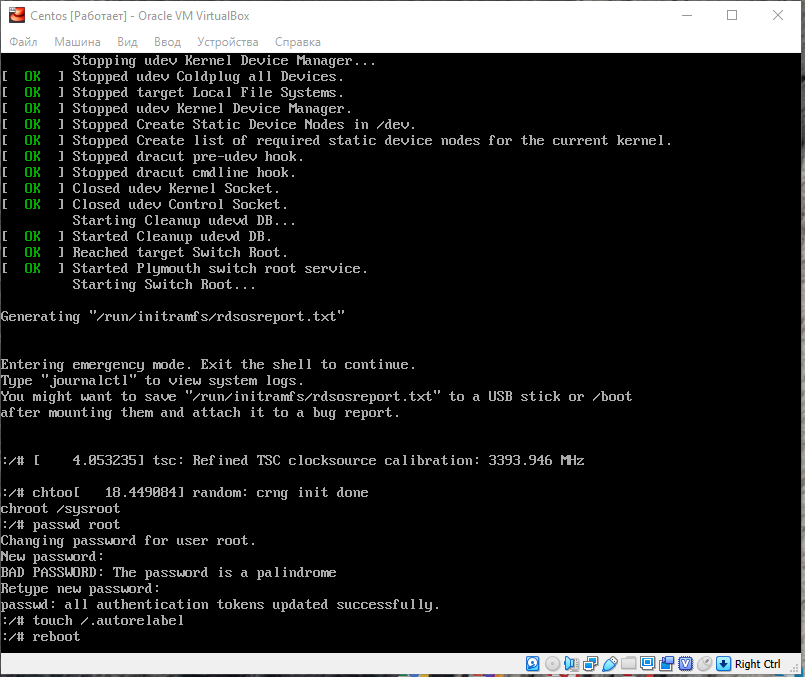 Centos [Работает] - Oracle VM VirtualBox
Файл Машина Вид Ввод Устройства Справка
Stopping udev Kernel Device Manager...
[  OK  ] Stopped udev Coldplug all Devices.
[  OK  ] Stopped target Local File Systems.
[  OK  ] Stopped udev Kernel Device Manager.
[  OK  ] Stopped Create Static Device Nodes in /dev.
[  OK  ] Stopped Create list of required static device nodes for the current kernel.
[  OK  ] Stopped dracut pre-udev hook.
[  OK  ] Stopped dracut cmdline hook.
[  OK  ] Closed udev Kernel Socket.
[  OK  ] Closed udev Control Socket.
Starting Cleanup udevd DB...
[  OK  ] Started Cleanup udevd DB.
[  OK  ] Reached target Switch Root.
[  OK  ] Started Plymouth switch root service.
Starting Switch Root...
Generating "/run/initramfs/rdsosreport.txt"
Entering emergency mode. Exit the shell to continue.
Type "journalctl" to view system logs.
You might want to save "/run/initramfs/rdsosreport.txt" to a USB stick or /boot
after mounting them and attach it to a bug report.
:/# [    4.053235] tsc: Refined TSC clocksource calibration: 3393.946 MHz
:/# chtoo[   18.449084] random: crng init done
chroot /sysroot
:/# passwd root
Changing password for user root.
New password:
BAD PASSWORD: The password is a palindrome
Retype new password:
passwd: all authentication tokens updated successfully.
:/# touch /.autorelabel
:/# reboot
Right Ctrl